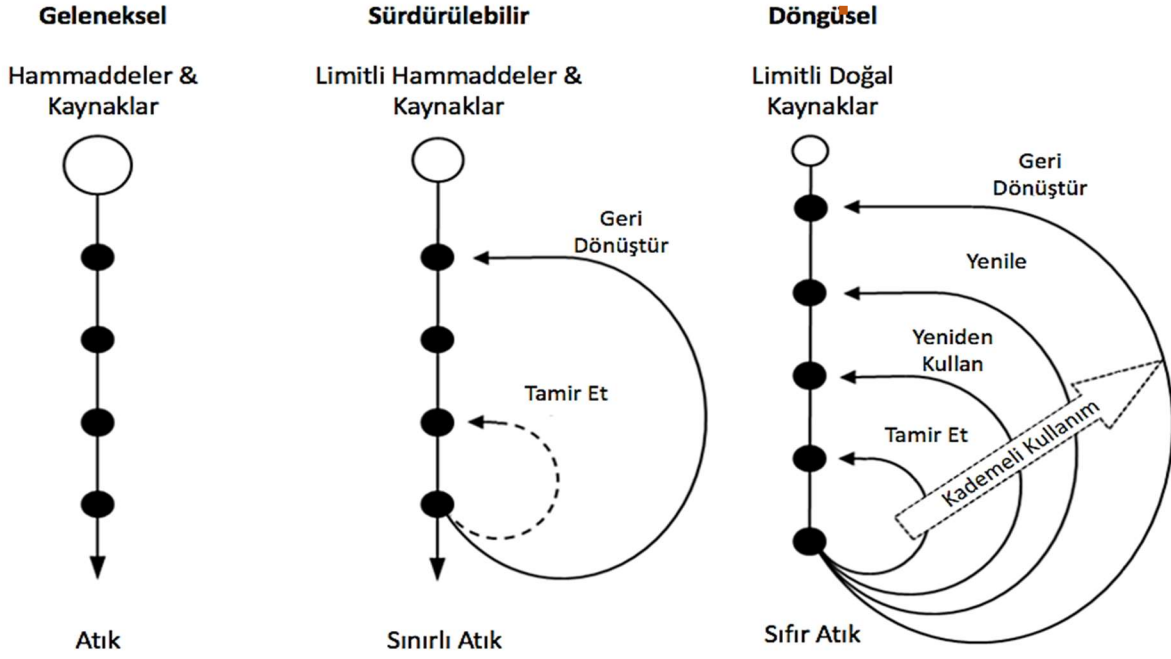 Geleneksel
Hammaddeler &
Kaynaklar
Atık
Sürdürülebilir
Limitli Hammaddeler &
Kaynaklar
Geri
Dönüştür
Tamir Et
Sınırlı Atık
Döngüsel
Limitli Doğal
Kaynaklar
Geri
Dönüştür
Yenile
Yeniden
Kullan
Tamir Et
Kademeli Kullanım
Sıfır Atık